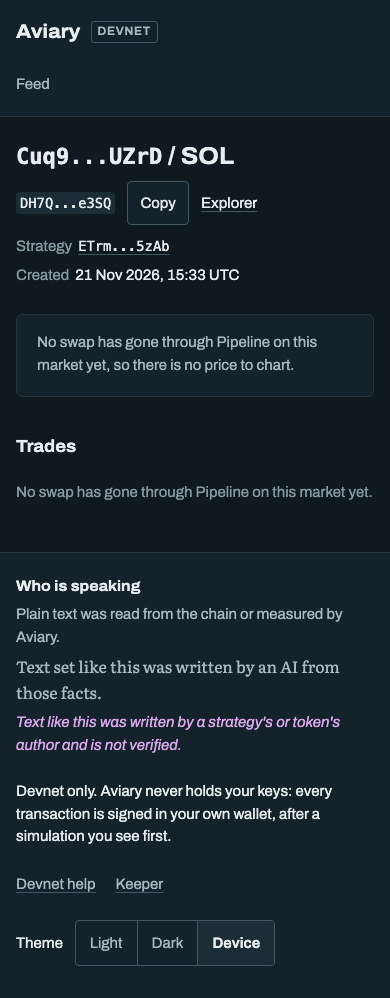 Aviary DEVNET
Feed
Cuq9...UZrD / SOL
DH7Q...e3SQ Copy Explorer
Strategy ETrm...5zAb
Created 21 Nov 2026, 15:33 UTC
No swap has gone through Pipeline on this
market yet, so there is no price to chart.
Trades
No swap has gone through Pipeline on this market yet.
Who is speaking
Plain text was read from the chain or measured by
Aviary.
Text set like this was written by an AI from
those facts.
Text like this was written by a strategy's or token's
author and is not verified.
Devnet only. Aviary never holds your keys: every
transaction is signed in your own wallet, after a
simulation you see first.
Devnet help Keeper
Theme Light Dark Device